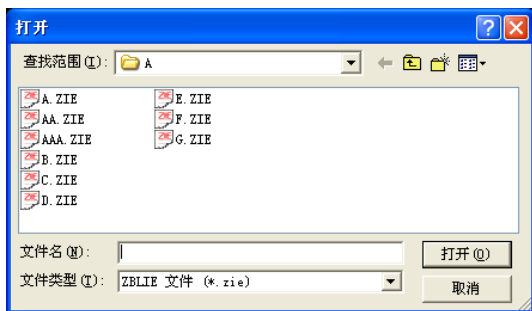 打开
查找范围(I): A
A.ZIE
AA.ZIE
AAA.ZIE
B.ZIE
C.ZIE
D.ZIE
E.ZIE
F.ZIE
G.ZIE
文件名(N): 打开(O)
文件类型(T): ZBLIE 文件 (*.zie) 取消